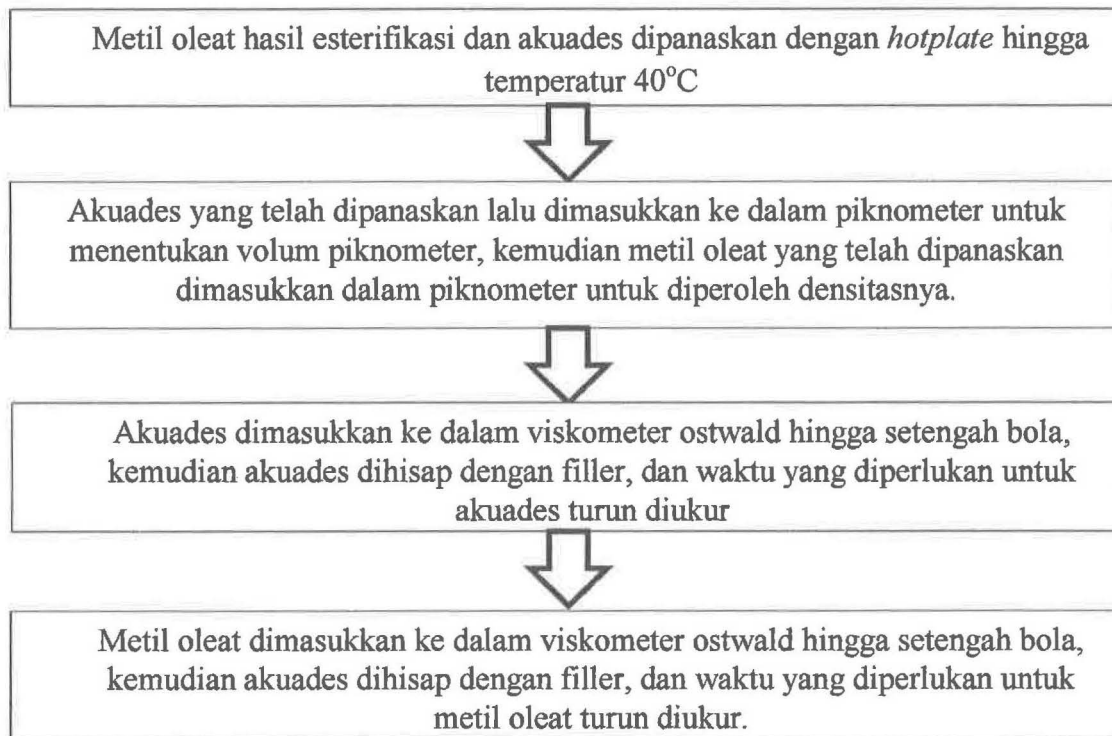 Metil oleat hasil esterifikasi dan akuades dipanaskan dengan hotplate hingga
temperatur 40°C
Akuades yang telah dipanaskan lalu dimasukkan ke dalam piknometer untuk
menentukan volum piknometer, kemudian metil oleat yang telah dipanaskan
dimasukkan dalam piknometer untuk diperoleh densitasnya.
Akuades dimasukkan ke dalam viskometer ostwald hingga setengah bola,
kemudian akuades dihisap dengan filler, dan waktu yang diperlukan untuk
akuades turun diukur
Metil oleat dimasukkan ke dalam viskometer ostwald hingga setengah bola,
kemudian akuades dihisap dengan filler, dan waktu yang diperlukan untuk
metil oleat turun diukur.